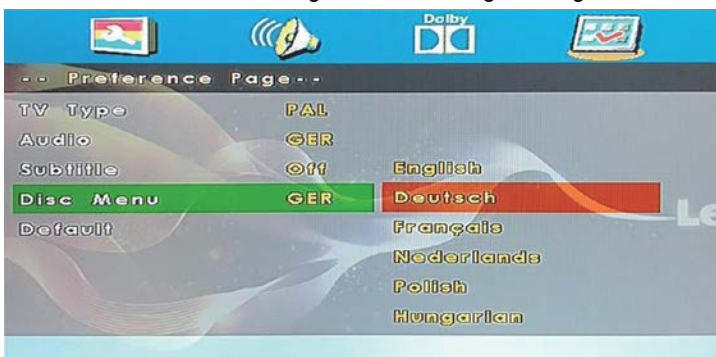 Dolby
-- Preference Page--
TV Type PAL
Audio GER
Subtitle Off English
Disc Menu GER Deutsch
Le
Default Français
Nederlands
Polish
Hungarian